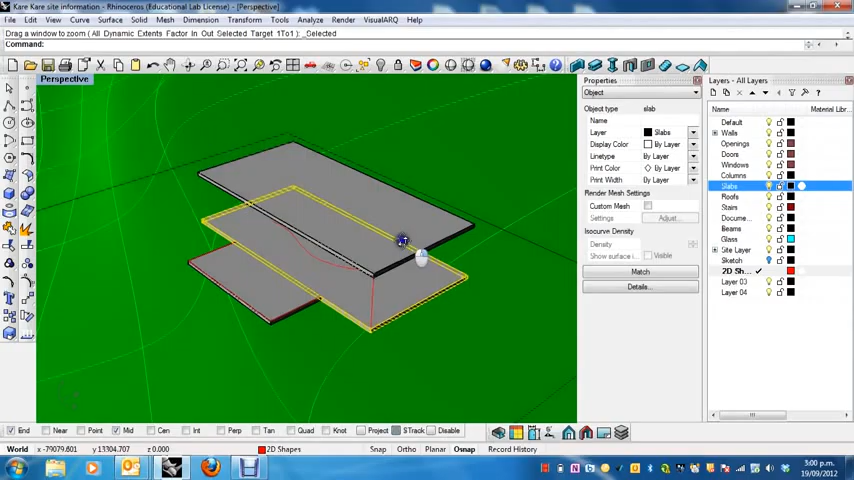 Kare Kare site information - Rhinoceros (Educational Lab License) - [Perspective]
File Edit View Curve Surface Solid Mesh Dimension Transform Tools Analyze Render VisualARQ Help
Drag a window to zoom ( All Dynamic Extents Factor In Out Selected Target 1To1 ): _Selected
Command:
Perspective
Properties
Object
Object type slab
Name
Layer Slabs
Display Color By Layer
Linetype By Layer
Print Color By Layer
Print Width By Layer
Render Mesh Settings
Custom Mesh
Settings Adjust...
Isocurve Density
Density
Show surface i... Visible
Match
Details...
Layers - All Layers
Name Material Libr
Default
Walls
Openings
Doors
Windows
Columns
Slabs
Roofs
Stairs
Docume...
Beams
Glass
Site Layer
Sketch
2D Sh...
Layer 03
Layer 04
End Near Point Mid Cen Int Perp Tan Quad Knot Project STrack Disable
World x -79079.601 y 13304.707 z 0.000 2D Shapes Snap Ortho Planar Osnap Record History
3:00 p.m.
19/09/2012